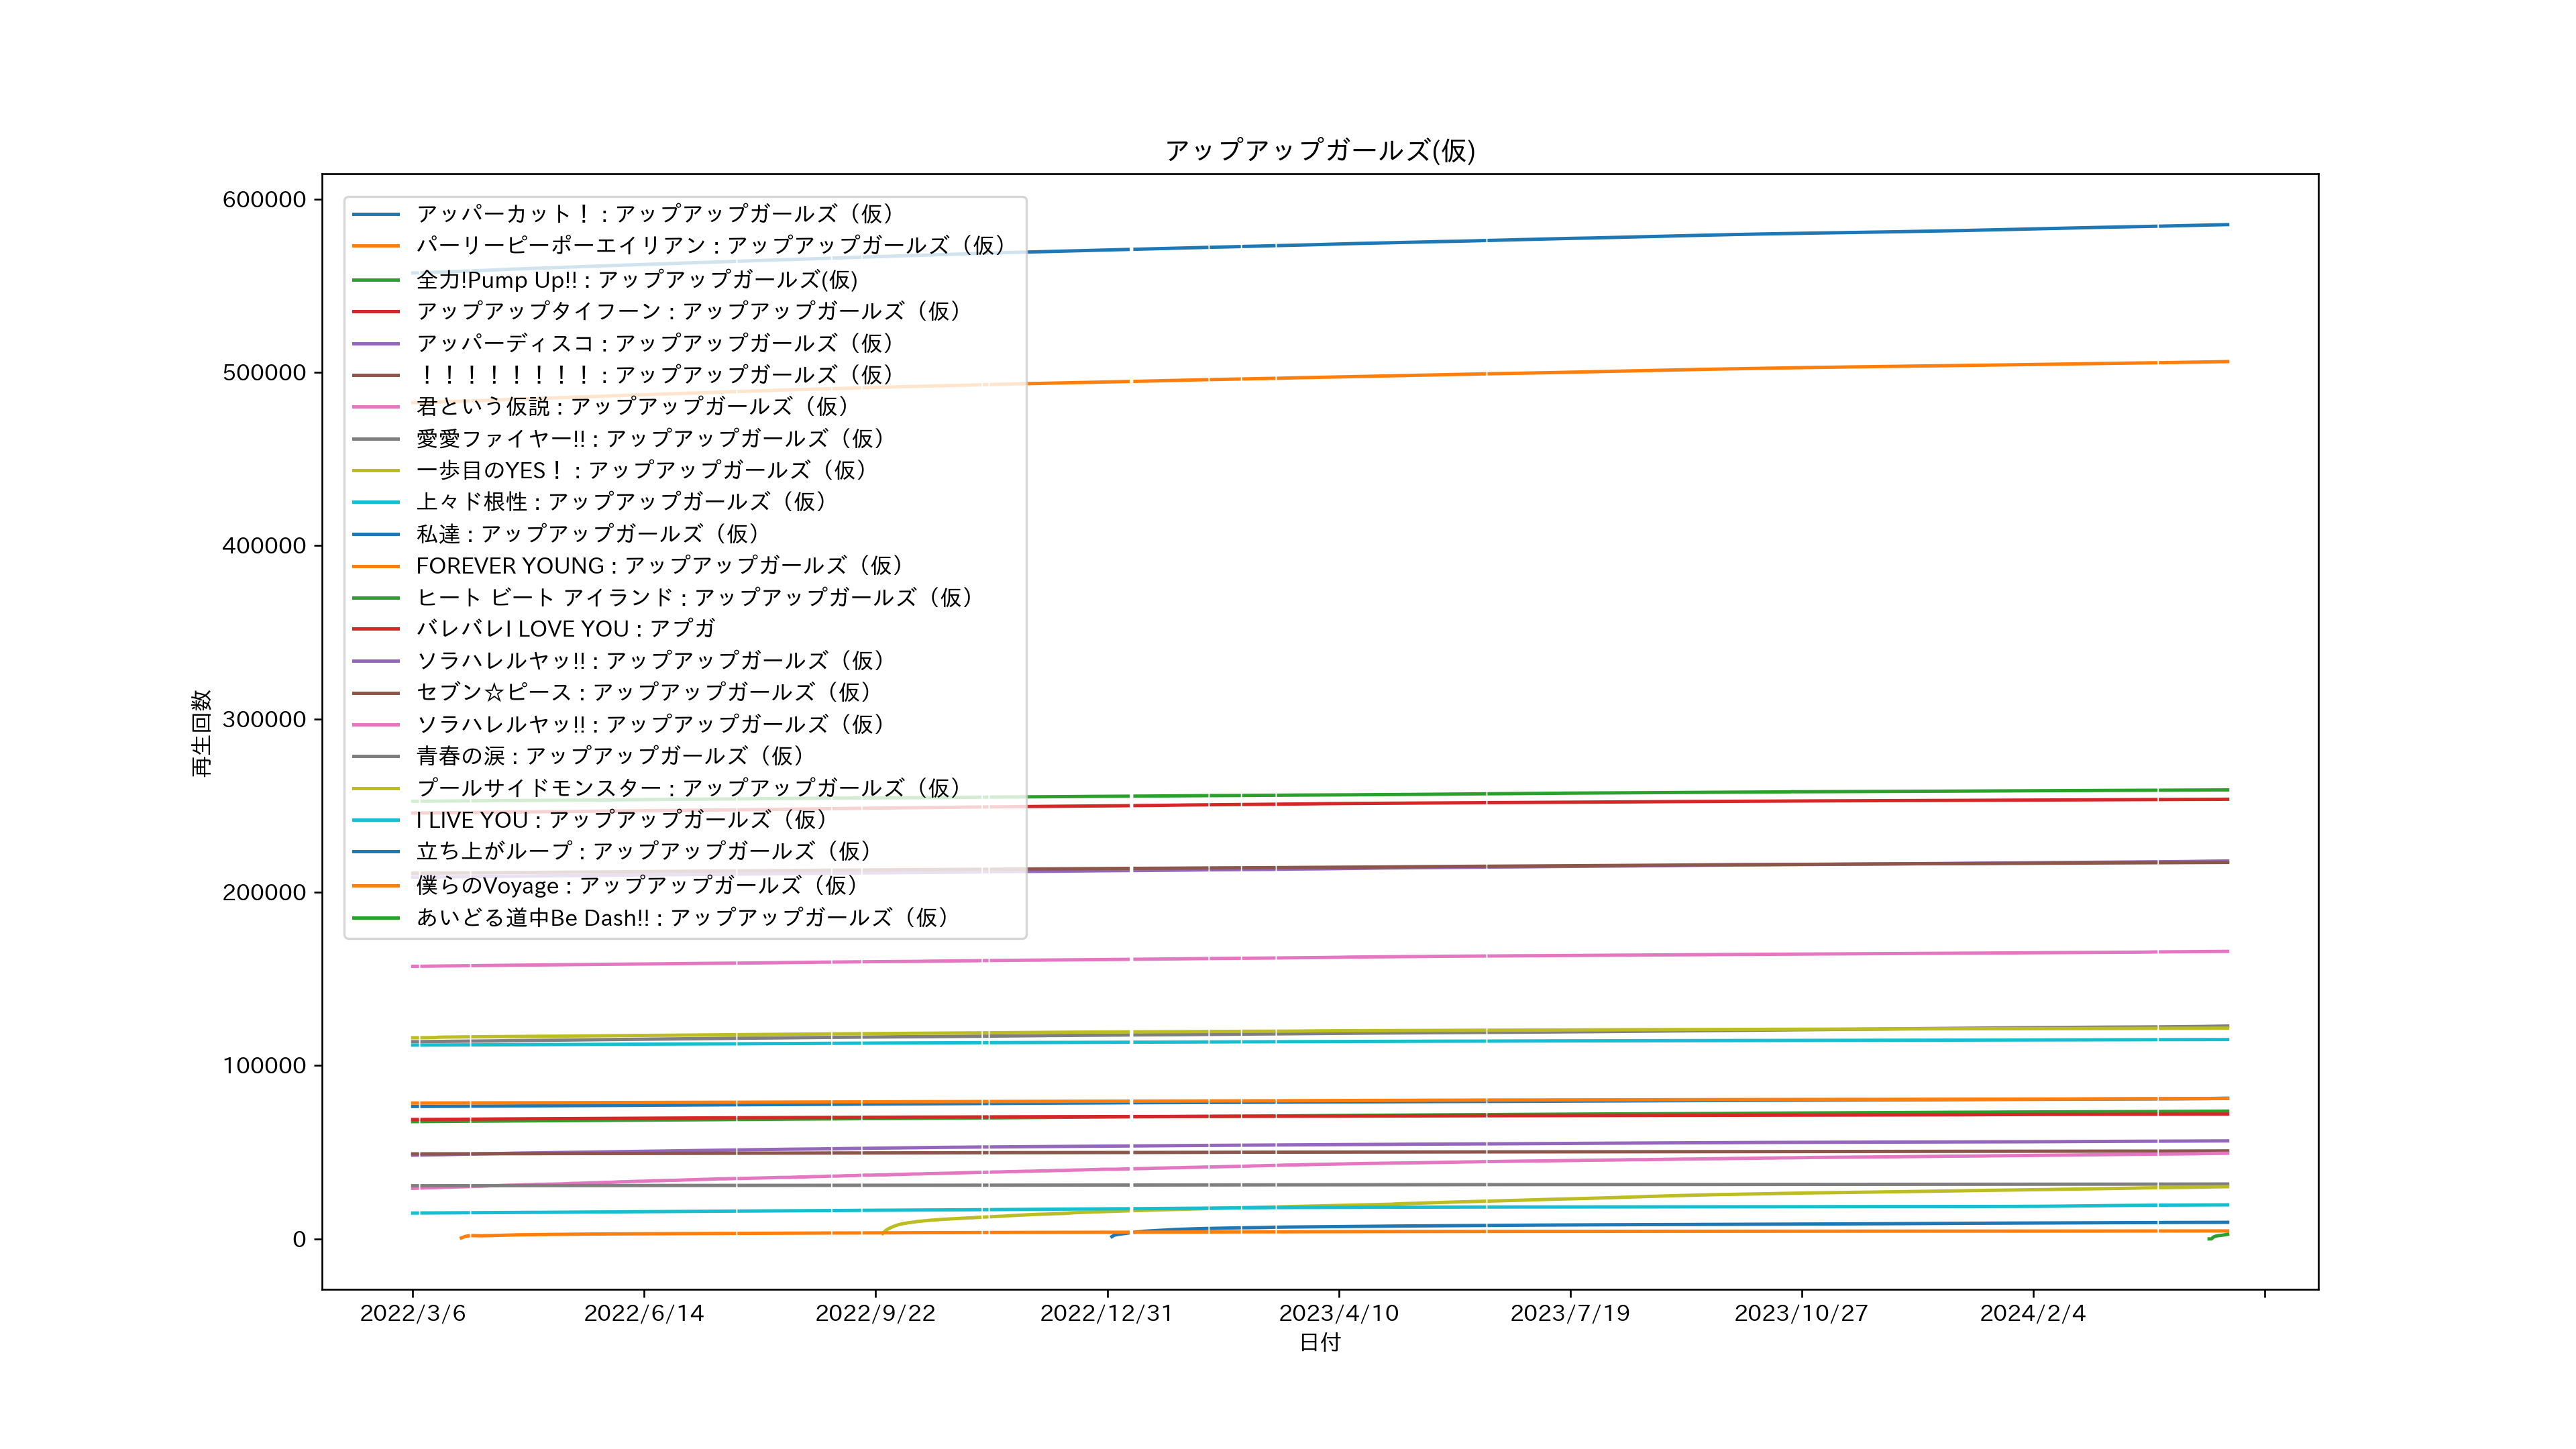 アップアップガールズ(仮)
600000
500000
400000
300000
200000
100000
0
再生回数
アッパーカット！ : アップアップガールズ（仮）
パーリーピーポーエイリアン : アップアップガールズ（仮）
全力!Pump Up!! : アップアップガールズ(仮)
アップアップタイフーン : アップアップガールズ（仮）
アッパーディスコ : アップアップガールズ（仮）
！！！！！！！！ : アップアップガールズ（仮）
君という仮説 : アップアップガールズ（仮）
愛愛ファイヤー!! : アップアップガールズ（仮）
一歩目のYES！ : アップアップガールズ（仮）
上々ド根性 : アップアップガールズ（仮）
私達 : アップアップガールズ（仮）
FOREVER YOUNG : アップアップガールズ（仮）
ヒート ビート アイランド : アップアップガールズ（仮）
バレバレI LOVE YOU : アプガ
ソラハレルヤッ!! : アップアップガールズ（仮）
セブン☆ピース : アップアップガールズ（仮）
ソラハレルヤッ!! : アップアップガールズ（仮）
青春の涙 : アップアップガールズ（仮）
プールサイドモンスター : アップアップガールズ（仮）
I LIVE YOU : アップアップガールズ（仮）
立ち上がループ : アップアップガールズ（仮）
僕らのVoyage : アップアップガールズ（仮）
あいどる道中Be Dash!! : アップアップガールズ（仮）
2022/3/6 2022/6/14 2022/9/22 2022/12/31 2023/4/10 2023/7/19 2023/10/27 2024/2/4
日付